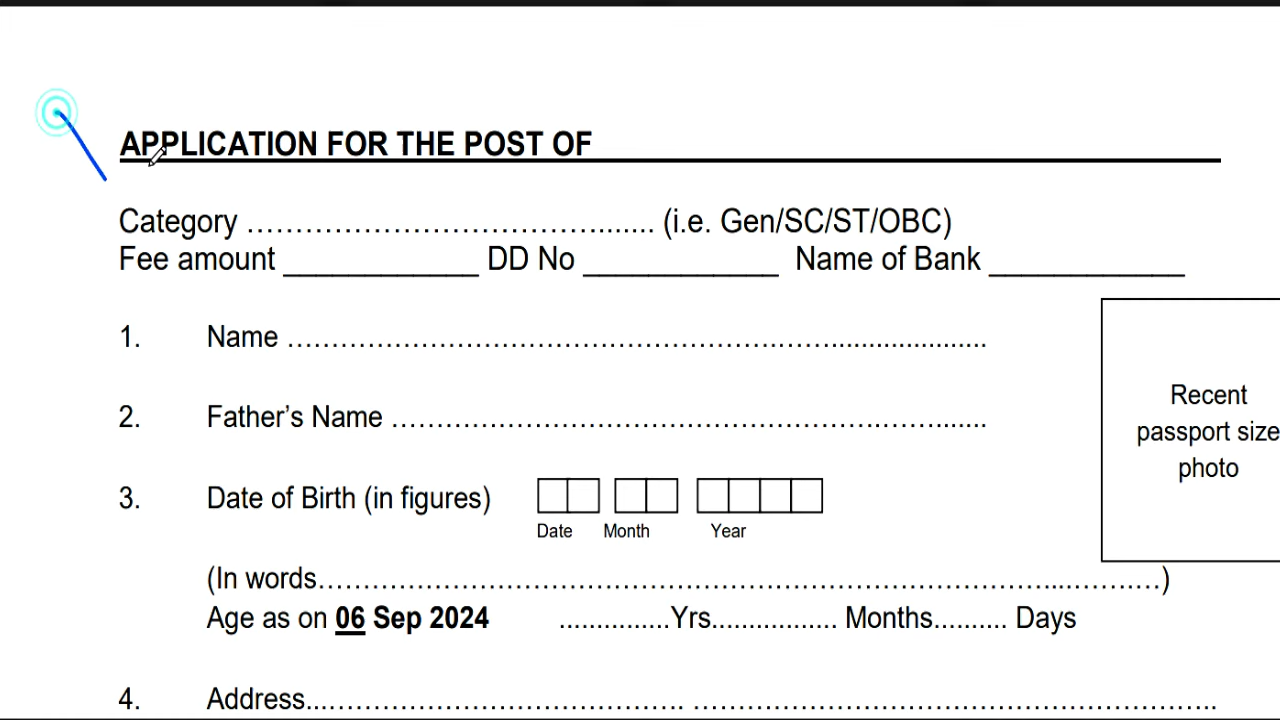 APPLICATION FOR THE POST OF
Category ……………………………….......  (i.e. Gen/SC/ST/OBC)
Fee amount ____________ DD No ____________ Name of Bank ____________
1. Name ………………………………………….……....................
2. Father’s Name ………………………………………….…….......
3. Date of Birth (in figures)
Date Month Year
(In words……………………………………………………………...………)
Age as on 06 Sep 2024 ...............Yrs................. Months.......... Days
Recent
passport size
photo
4. Address...………………………………. ……………………………………………..